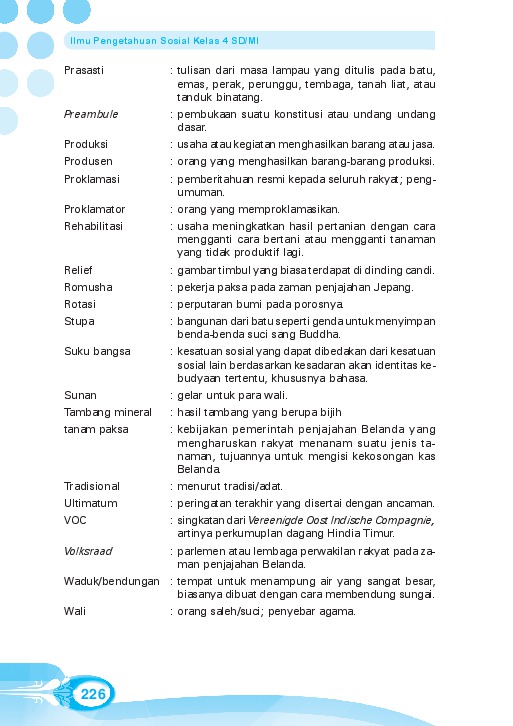 Ilmu Pengetahuan Sosial Kelas 4 SD/MI
Prasasti : tulisan dari masa lampau yang ditulis pada batu,
emas, perak, perunggu, tembaga, tanah liat, atau
tanduk binatang.
Preambule : pembukaan suatu konstitusi atau undang undang
dasar.
Produksi : usaha atau kegiatan menghasilkan barang atau jasa.
Produsen : orang yang menghasilkan barang-barang produksi.
Proklamasi : pemberitahuan resmi kepada seluruh rakyat; peng-
umuman.
Proklamator : orang yang memproklamasikan.
Rehabilitasi : usaha meningkatkan hasil pertanian dengan cara
mengganti cara bertani atau mengganti tanaman
yang tidak produktif lagi.
Relief : gambar timbul yang biasa terdapat di dinding candi.
Romusha : pekerja paksa pada zaman penjajahan Jepang.
Rotasi : perputaran bumi pada porosnya.
Stupa : bangunan dari batu seperti genda untuk menyimpan
benda-benda suci sang Buddha.
Suku bangsa : kesatuan sosial yang dapat dibedakan dari kesatuan
sosial lain berdasarkan kesadaran akan identitas ke-
budyaan tertentu, khususnya bahasa.
Sunan : gelar untuk para wali.
Tambang mineral : hasil tambang yang berupa bijih
tanam paksa : kebijakan pemerintah penjajahan Belanda yang
mengharuskan rakyat menanam suatu jenis ta-
naman, tujuannya untuk mengisi kekosongan kas
Belanda.
Tradisional : menurut tradisi/adat.
Ultimatum : peringatan terakhir yang disertai dengan ancaman.
VOC : singkatan dari Vereenigde Oost Indische Compagnie,
artinya perkumpulan dagang Hindia Timur.
Volksraad : parlemen atau lembaga perwakilan rakyat pada za-
man penjajahan Belanda.
Waduk/bendungan : tempat untuk menampung air yang sangat besar,
biasanya dibuat dengan cara membendung sungai.
Wali : orang saleh/suci; penyebar agama.
226